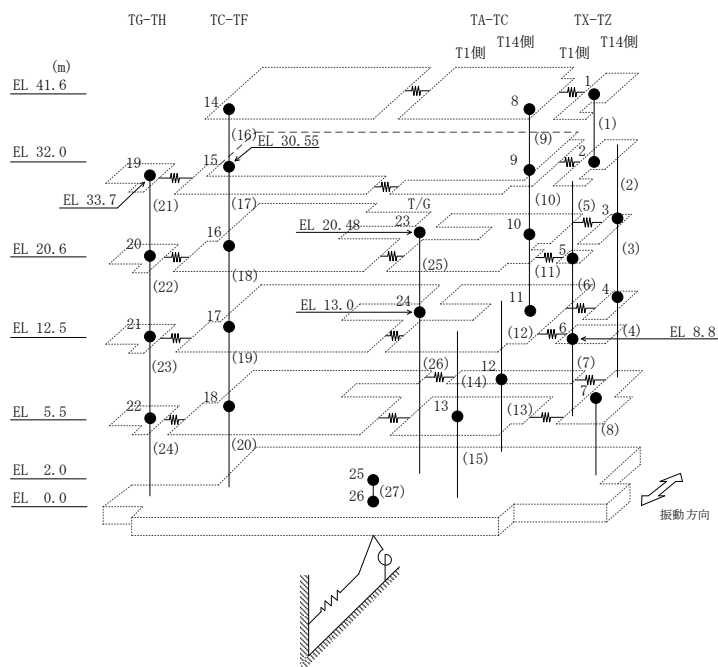 TG-TH TC-TF TA-TC TX-TZ
T1側 T14側 T1側 T14側
(m)
EL 41.6
14 8 1
(16) (9) (1)
EL 30.55
EL 32.0
19 15 9 2
EL 33.7
(21) (17) (10) (2)
T/G
EL 20.48
23 (5) 3
EL 20.6
20 16 10 5 (3)
(22) (18) (25) (11)
EL 13.0
24 11 (6) 4
EL 12.5
21 17 (12) 6 (4) EL 8.8
(23) (19)
(26) 12 (14) (7)
EL 5.5
22 18 13 (13) 7
(24) (20) (15) (8)
EL 2.0
25
EL 0.0
26 (27)
振動方向